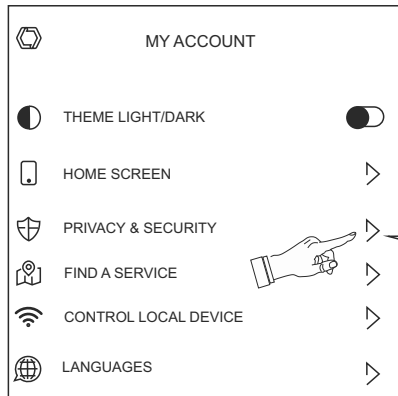 MY ACCOUNT
THEME LIGHT/DARK
HOME SCREEN
PRIVACY & SECURITY
FIND A SERVICE
CONTROL LOCAL DEVICE
LANGUAGES